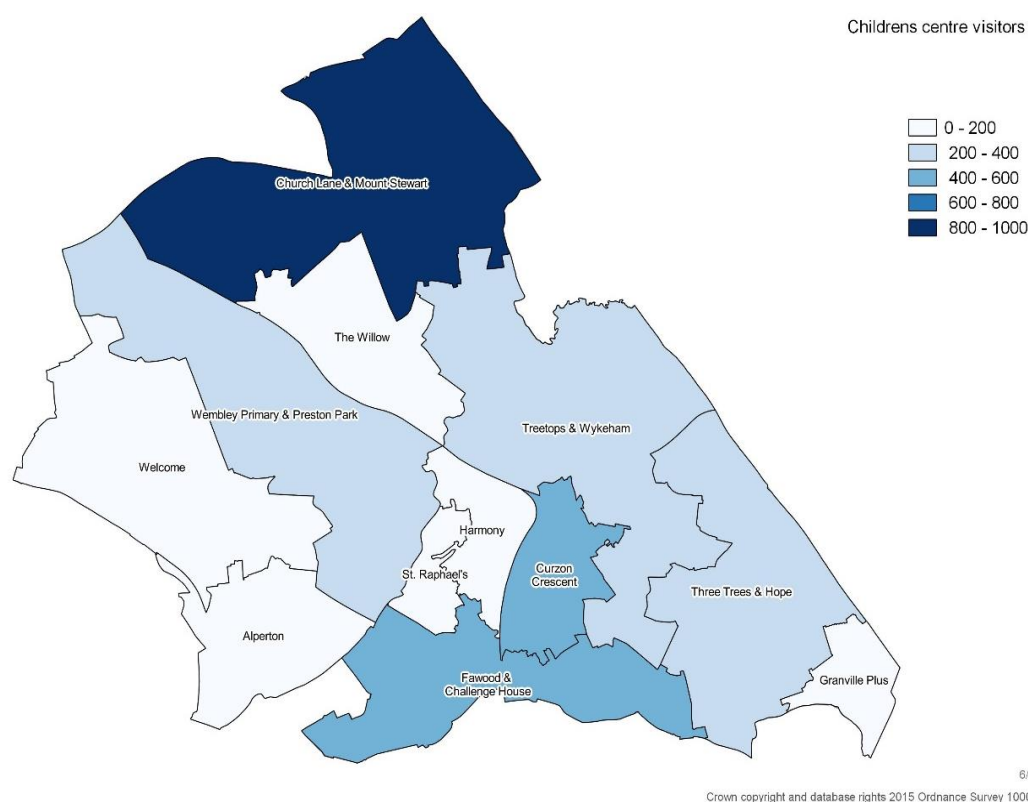 Childrens centre visitors
0 - 200
200 - 400
400 - 600
600 - 800
800 - 1000
Church Lane & Mount Stewart
The Willow
Wembley Primary & Preston Park
Treetops & Wykeham
Welcome
Harmony
St. Raphael's
Curzon
Crescent
Three Trees & Hope
Alperton
Fawood &
Challenge House
Granville Plus
6/
Crown copyright and database rights 2015 Ordnance Survey 100